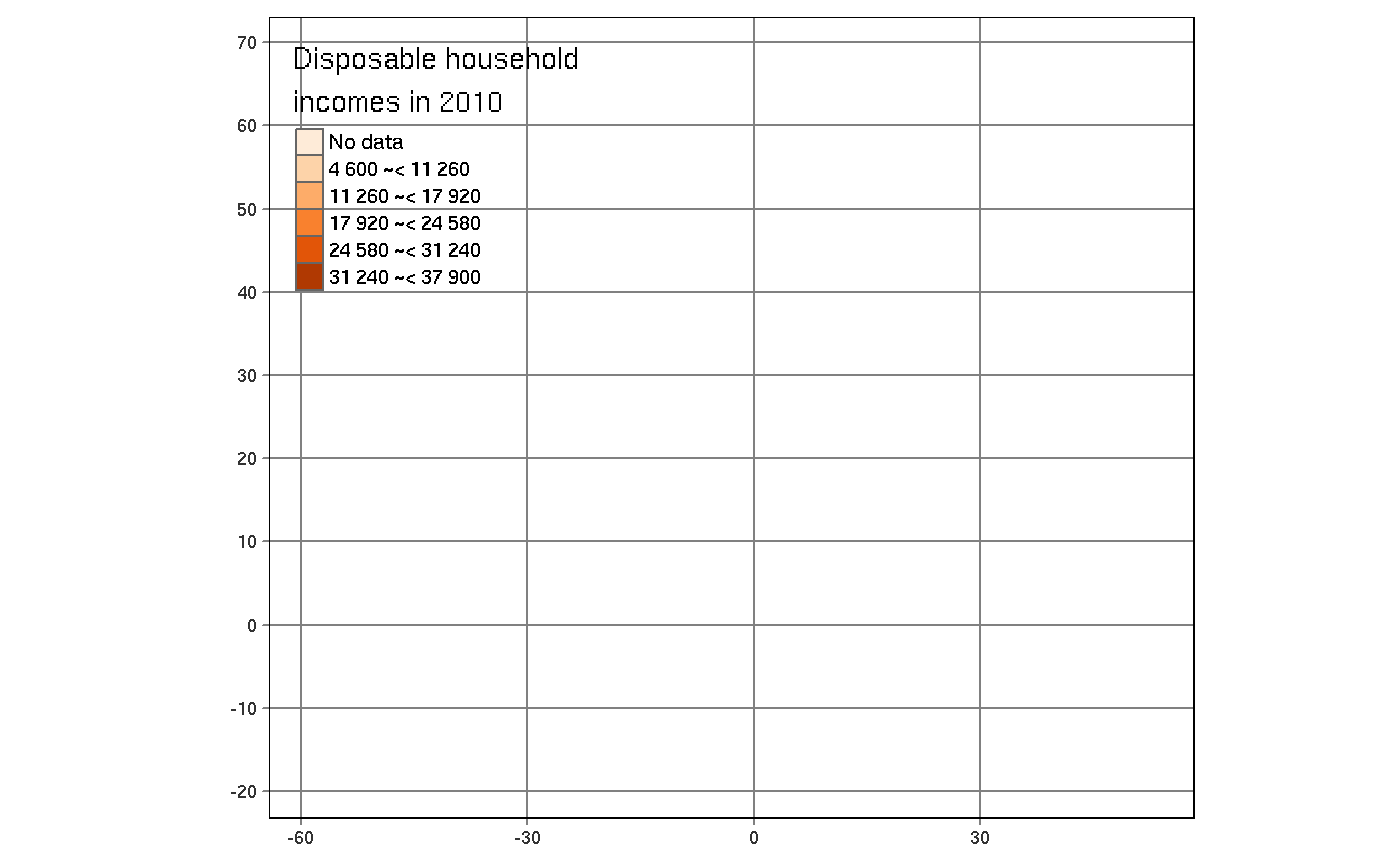 70
Disposable household
incomes in 2010
60
No data
4 600 ~< 11 260
11 260 ~< 17 920
50
17 920 ~< 24 580
24 580 ~< 31 240
31 240 ~< 37 900
40
30
20
10
0
-10
-20
-60 -30 0 30